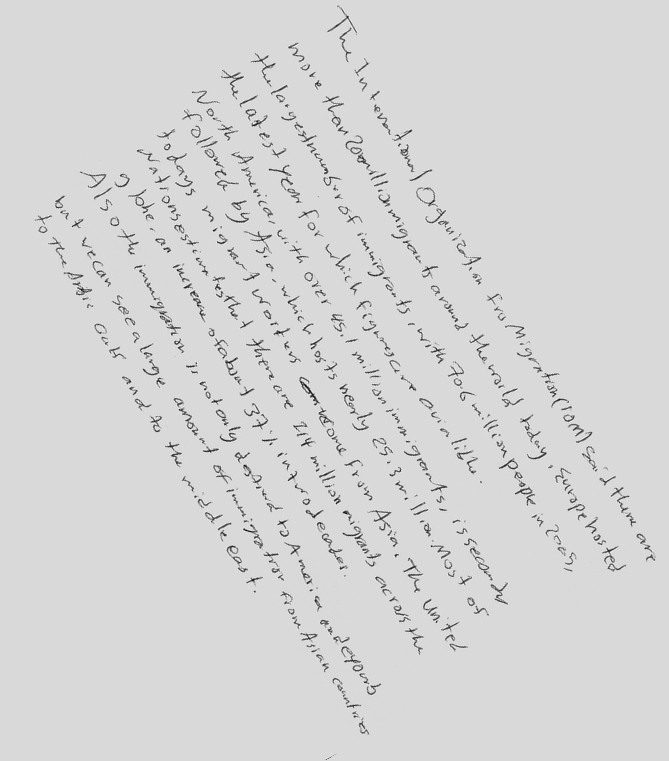 The International Organization fro Migration (IOM) said there are
more than 200 million migrants around the world today, Europe hosted
the largest number of immigrants, with 70.6 million people in 2005,
the latest year for which figures are available.
North America, with over 45.1 million immigrants, is second,
followed by Asia, which hosts nearly 25.3 million. Most of
todays migrant workers come from Asia. The United
Nations estimates that there are 214 million migrants across the
globe, an increase of about 37% in two decades.
Also the immigration is not only destined to America and
but we can see a large amount of immigration from Asian countries
to the and to the middle east.